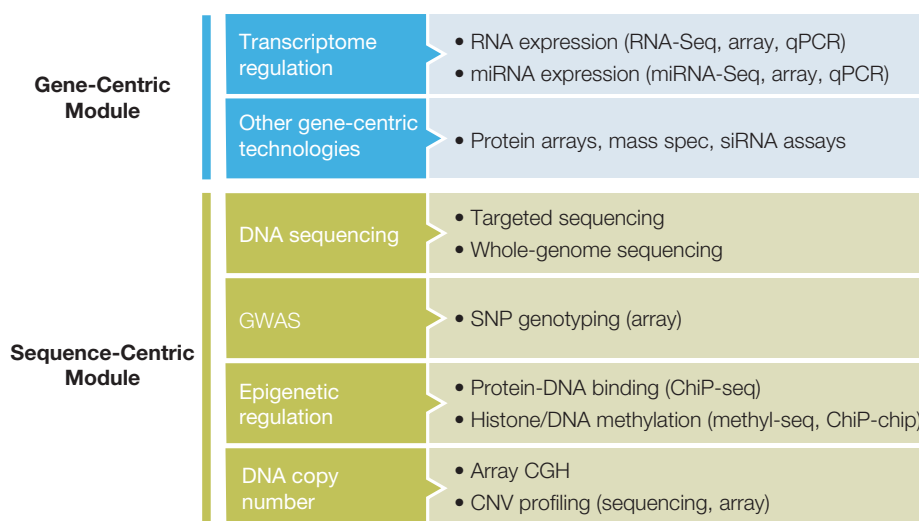 Gene-Centric
Module
Transcriptome
regulation
• RNA expression (RNA-Seq, array, qPCR)
• miRNA expression (miRNA-Seq, array, qPCR)
Other gene-centric
technologies
• Protein arrays, mass spec, siRNA assays
Sequence-Centric
Module
DNA sequencing
• Targeted sequencing
• Whole-genome sequencing
GWAS
• SNP genotyping (array)
Epigenetic
regulation
• Protein-DNA binding (ChiP-seq)
• Histone/DNA methylation (methyl-seq, ChiP-chip)
DNA copy
number
• Array CGH
• CNV profiling (sequencing, array)